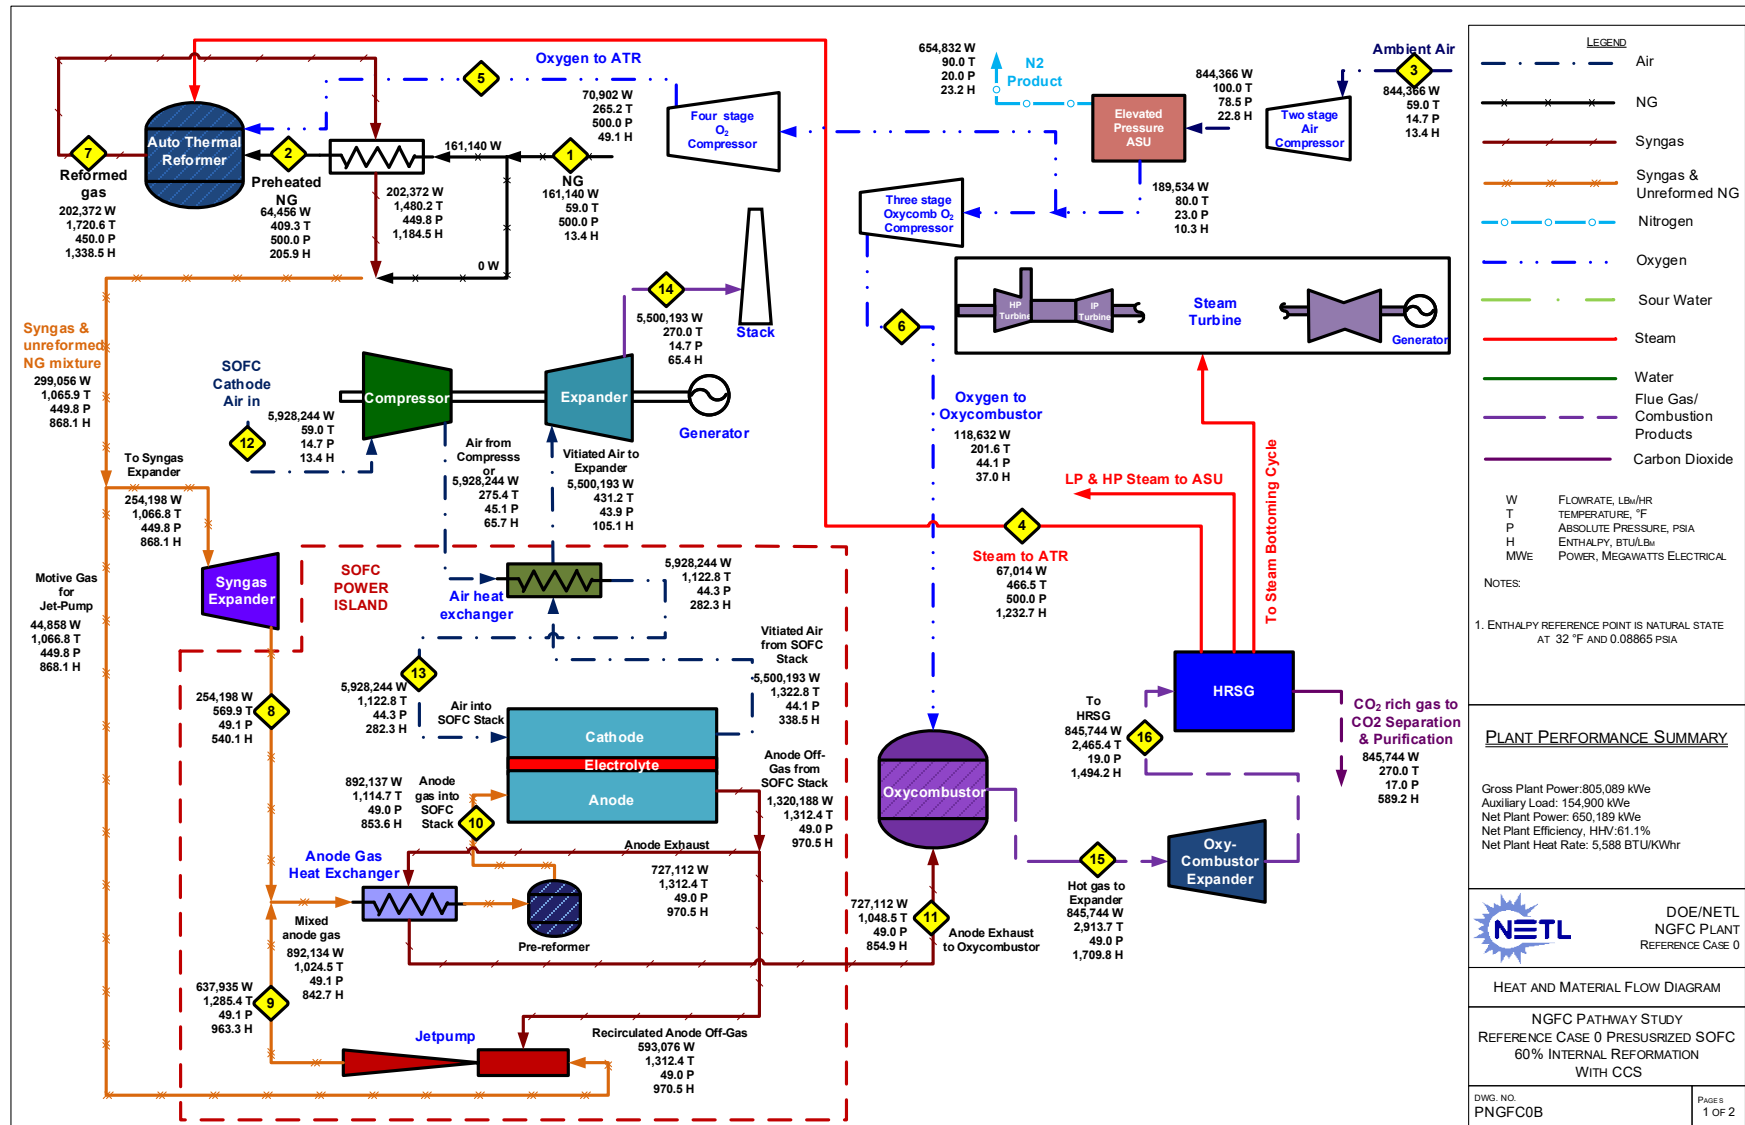 Oxygen to ATR
5
70,902 W
265.2 T
500.0 P
49.1 H
Four stage
O2
Compressor
654,832 W
90.0 T
20.0 P
23.2 H
N2
Product
Elevated
Pressure
ASU
844,366 W
100.0 T
78.5 P
22.8 H
Two stage
Air
Compressor
Ambient Air
3
844,366 W
59.0 T
14.7 P
13.4 H
Auto Thermal
Reformer
7
Reformed
gas
202,372 W
1,720.6 T
450.0 P
1,338.5 H
2
Preheated
NG
64,456 W
409.3 T
500.0 P
205.9 H
161,140 W
1
NG
161,140 W
59.0 T
500.0 P
13.4 H
202,372 W
1,480.2 T
449.8 P
1,184.5 H
0 W
Three stage
Oxycomb O2
Compressor
189,534 W
80.0 T
23.0 P
10.3 H
HP
Turbine
IP
Turbine
Steam
Turbine
Generator
14
5,500,193 W
270.0 T
14.7 P
65.4 H
Stack
6
Syngas &
unreformed
NG mixture
299,056 W
1,065.9 T
449.8 P
868.1 H
SOFC
Cathode
Air in
12
5,928,244 W
59.0 T
14.7 P
13.4 H
Compressor
Expander
Generator
Oxygen to
Oxycombustor
118,632 W
201.6 T
44.1 P
37.0 H
To Syngas
Expander
254,198 W
1,066.8 T
449.8 P
868.1 H
Air from
Compresss
or
5,928,244 W
275.4 T
45.1 P
65.7 H
Vitiated Air to
Expander
5,500,193 W
431.2 T
43.9 P
105.1 H
LP & HP Steam to ASU
To Steam Bottoming Cycle
4
Steam to ATR
67,014 W
466.5 T
500.0 P
1,232.7 H
Syngas
Expander
SOFC
POWER
ISLAND
Air heat
exchanger
5,928,244 W
1,122.8 T
44.3 P
282.3 H
Motive Gas
for
Jet-Pump
44,858 W
1,066.8 T
449.8 P
868.1 H
Vitiated Air
from SOFC
Stack
5,500,193 W
1,322.8 T
44.1 P
338.5 H
13
5,928,244 W
1,122.8 T
44.3 P
282.3 H
Air into
SOFC Stack
254,198 W
569.9 T
49.1 P
540.1 H
8
Cathode
Electrolyte
Anode
Anode Off-
Gas from
SOFC Stack
1,320,188 W
1,312.4 T
49.0 P
970.5 H
892,137 W
1,114.7 T
49.0 P
853.6 H
Anode
gas into
SOFC
Stack
10
Oxycombustor
To
HRSG
845,744 W
2,465.4 T
19.0 P
1,494.2 H
16
HRSG
CO2 rich gas to
CO2 Separation
& Purification
845,744 W
270.0 T
17.0 P
589.2 H
Anode Gas
Heat Exchanger
Anode Exhaust
727,112 W
1,312.4 T
49.0 P
970.5 H
Pre-reformer
15
Hot gas to
Expander
845,744 W
2,913.7 T
49.0 P
1,709.8 H
Oxy-
Combustor
Expander
727,112 W
1,048.5 T
49.0 P
854.9 H
11
Anode Exhaust
to Oxycombustor
Mixed
anode gas
892,134 W
1,024.5 T
49.1 P
842.7 H
637,935 W
1,285.4 T
49.1 P
963.3 H
9
Jetpump
Recirculated Anode Off-Gas
593,076 W
1,312.4 T
49.0 P
970.5 H
LEGEND
Air
NG
Syngas
Syngas &
Unreformed NG
Nitrogen
Oxygen
Sour Water
Steam
Water
Flue Gas/
Combustion
Products
Carbon Dioxide
W FLOWRATE, LBM/HR
T TEMPERATURE, °F
P ABSOLUTE PRESSURE, PSIA
H ENTHALPY, BTU/LBM
MWE POWER, MEGAWATTS ELECTRICAL
NOTES:
1. ENTHALPY REFERENCE POINT IS NATURAL STATE
AT 32 °F AND 0.08865 PSIA
PLANT PERFORMANCE SUMMARY
Gross Plant Power:805,089 kWe
Auxiliary Load: 154,900 kWe
Net Plant Power: 650,189 kWe
Net Plant Efficiency, HHV:61.1%
Net Plant Heat Rate: 5,588 BTU/KWhr
NETL
DOE/NETL
NGFC PLANT
REFERENCE CASE 0
HEAT AND MATERIAL FLOW DIAGRAM
NGFC PATHWAY STUDY
REFERENCE CASE 0 PRESUSRIZED SOFC
60% INTERNAL REFORMATION
WITH CCS
DWG. NO.
PNGFC0B
PAGES
1 OF 2